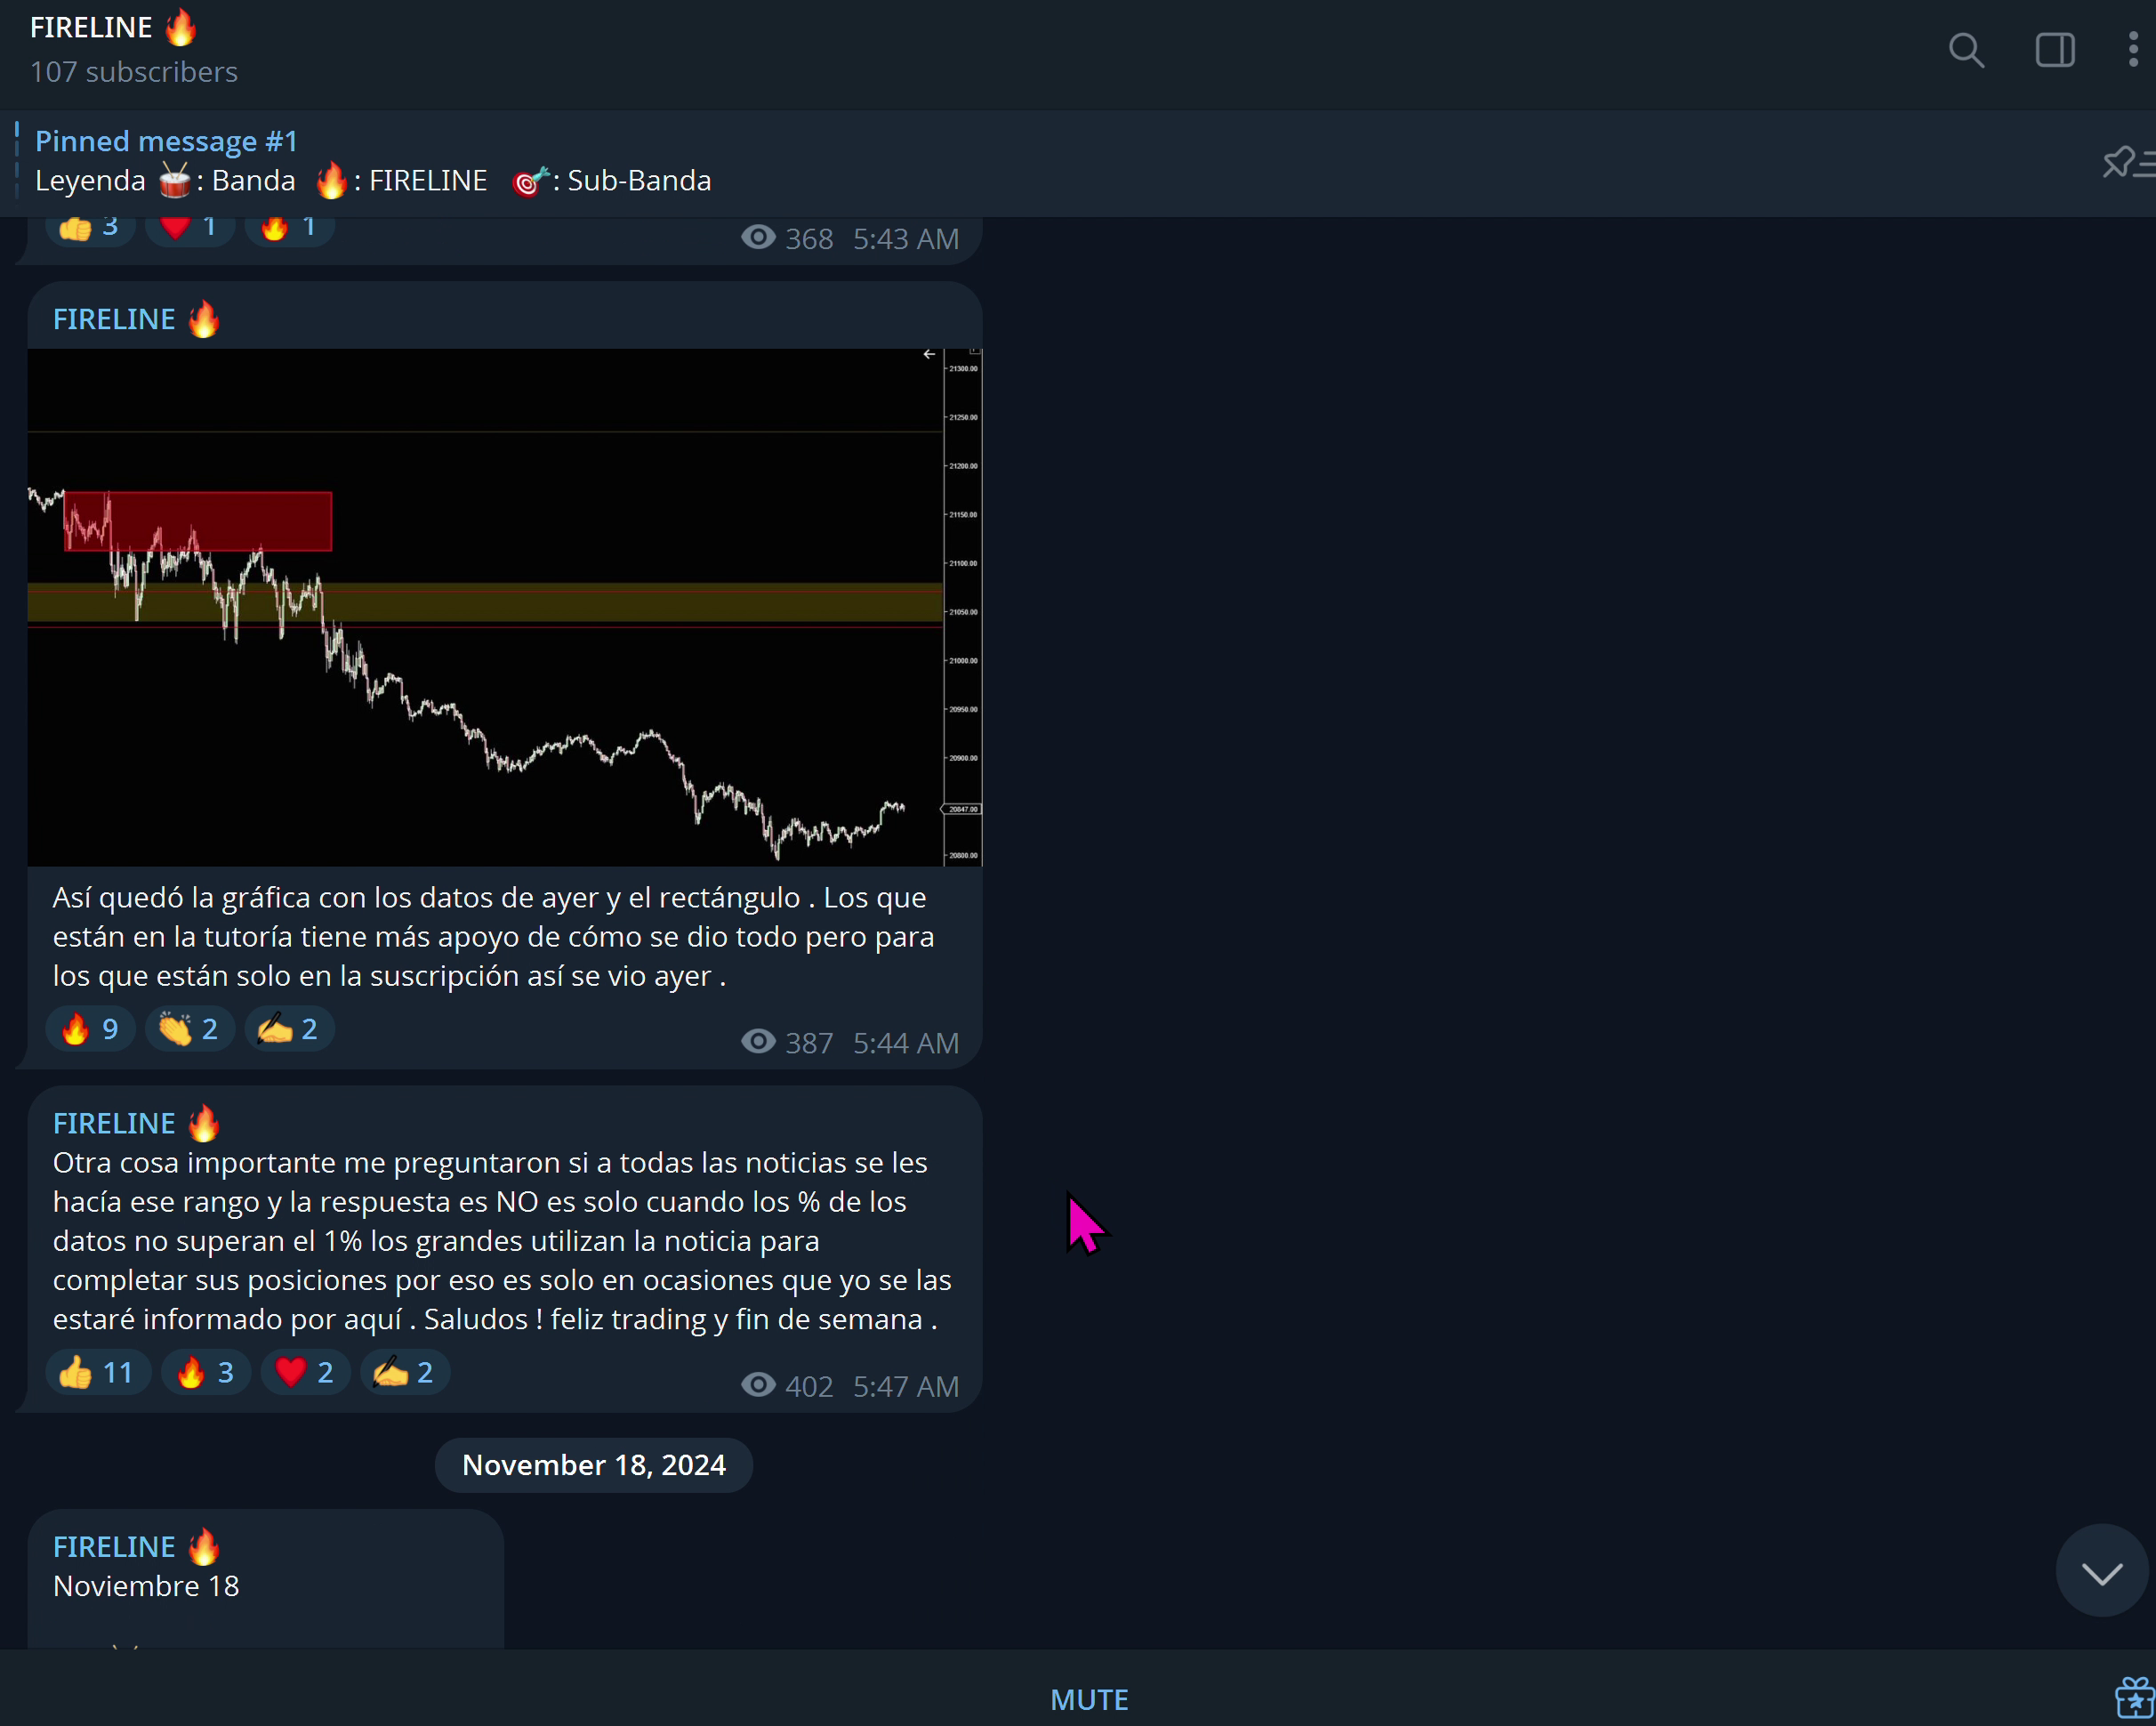 FIRELINE 🔥
107 subscribers
Pinned message #1
Leyenda 🥁: Banda 🔥: FIRELINE 🎯: Sub-Banda
👍 3 ❤️ 1 🔥 1
368 5:43 AM
FIRELINE 🔥
21300.00
21250.00
21200.00
21150.00
21100.00
21050.00
21000.00
20950.00
20900.00
20847.00
20800.00
Así quedó la gráfica con los datos de ayer y el rectángulo . Los que
están en la tutoría tiene más apoyo de cómo se dio todo pero para
los que están solo en la suscripción así se vio ayer .
🔥 9 👏 2 ✍️ 2
387 5:44 AM
FIRELINE 🔥
Otra cosa importante me preguntaron si a todas las noticias se les
hacía ese rango y la respuesta es NO es solo cuando los % de los
datos no superan el 1% los grandes utilizan la noticia para
completar sus posiciones por eso es solo en ocasiones que yo se las
estaré informado por aquí . Saludos ! feliz trading y fin de semana .
👍 11 🔥 3 ❤️ 2 ✍️ 2
402 5:47 AM
November 18, 2024
FIRELINE 🔥
Noviembre 18
MUTE